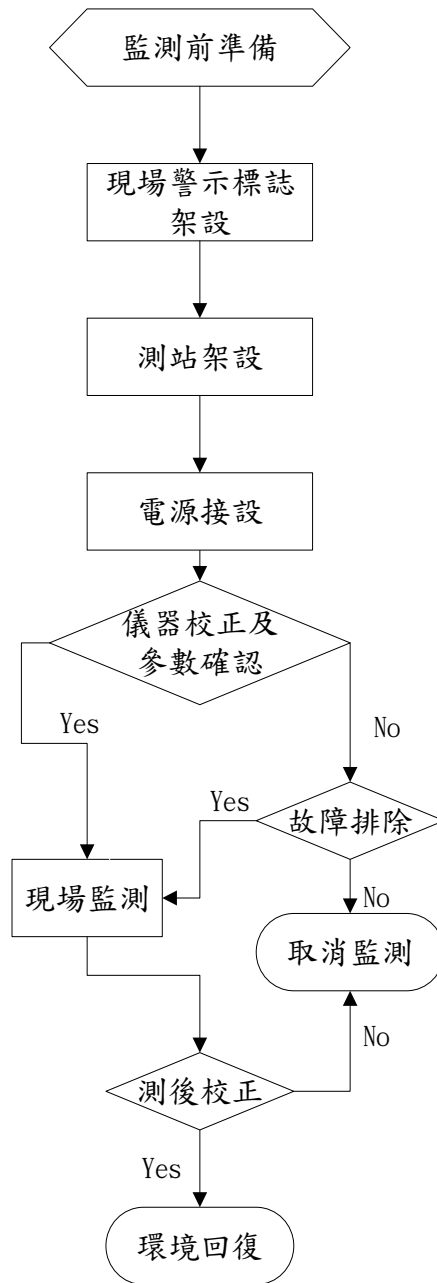 監測前準備
現場警示標誌
架設
測站架設
電源接設
儀器校正及
參數確認
Yes
No
Yes
故障排除
現場監測
No
取消監測
No
測後校正
Yes
環境回復